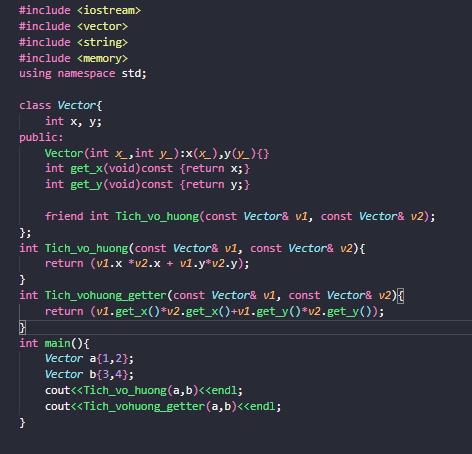 #include <iostream>
#include <vector>
#include <string>
#include <memory>
using namespace std;
class Vector{
int x, y;
public:
Vector(int x_,int y_):x(x_),y(y_){}
int get_x(void)const {return x;}
int get_y(void)const {return y;}
friend int Tich_vo_huong(const Vector& v1, const Vector& v2);
};
int Tich_vo_huong(const Vector& v1, const Vector& v2){
return (v1.x *v2.x + v1.y*v2.y);
}
int Tich_vohuong_getter(const Vector& v1, const Vector& v2){
return (v1.get_x()*v2.get_x()+v1.get_y()*v2.get_y());
}
int main(){
Vector a{1,2};
Vector b{3,4};
cout<<Tich_vo_huong(a,b)<<endl;
cout<<Tich_vohuong_getter(a,b)<<endl;
}